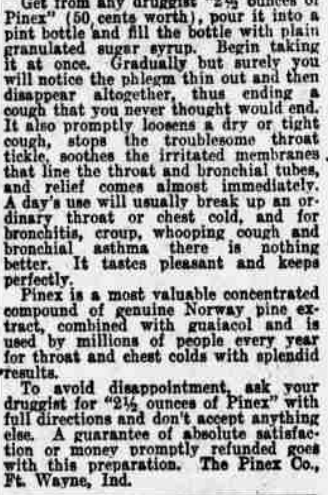 Get from any druggist "2½ ounces of
Pinex" (50 cents worth), pour it into a
pint bottle and fill the bottle with plain
granulated sugar syrup. Begin taking
it at once. Gradually but surely you
will notice the phlegm thin out and then
disappear altogether, thus ending a
cough that you never thought would end.
It also promptly loosens a dry or tight
cough, stops the troublesome throat
tickle, soothes the irritated membranes
that line the throat and bronchial tubes,
and relief comes almost immediately.
A day's use will usually break up an or-
dinary throat or chest cold, and for
bronchitis, croup, whooping cough and
bronchial asthma there is nothing
better. It tastes pleasant and keeps
perfectly.
Pinex is a most valuable concentrated
compound of genuine Norway pine ex-
tract, combined with guaiacol and is
used by millions of people every year
for throat and chest colds with splendid
results.
To avoid disappointment, ask your
druggist for "2½ ounces of Pinex" with
full directions and don't accept anything
else. A guarantee of absolute satisfac-
tion or money promptly refunded goes
with this preparation. The Pinex Co.,
Ft. Wayne, Ind.